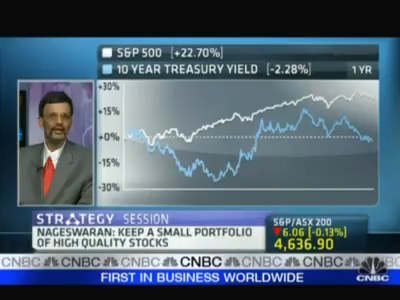 S&P 500 [+22.70%]
10 YEAR TREASURY YIELD [-2.28%] 1 YR
+30%
+15%
+0%
-15%
-30%
STRATEGY SESSION
NAGESWARAN: KEEP A SMALL PORTFOLIO
OF HIGH QUALITY STOCKS
S&P/ASX 200
▼6.06 [-0.13%]
4,636.90
CNBC CNBC CNBC CNBC CNBC CNBC CNBC
FIRST IN BUSINESS WORLDWIDE
CNBC